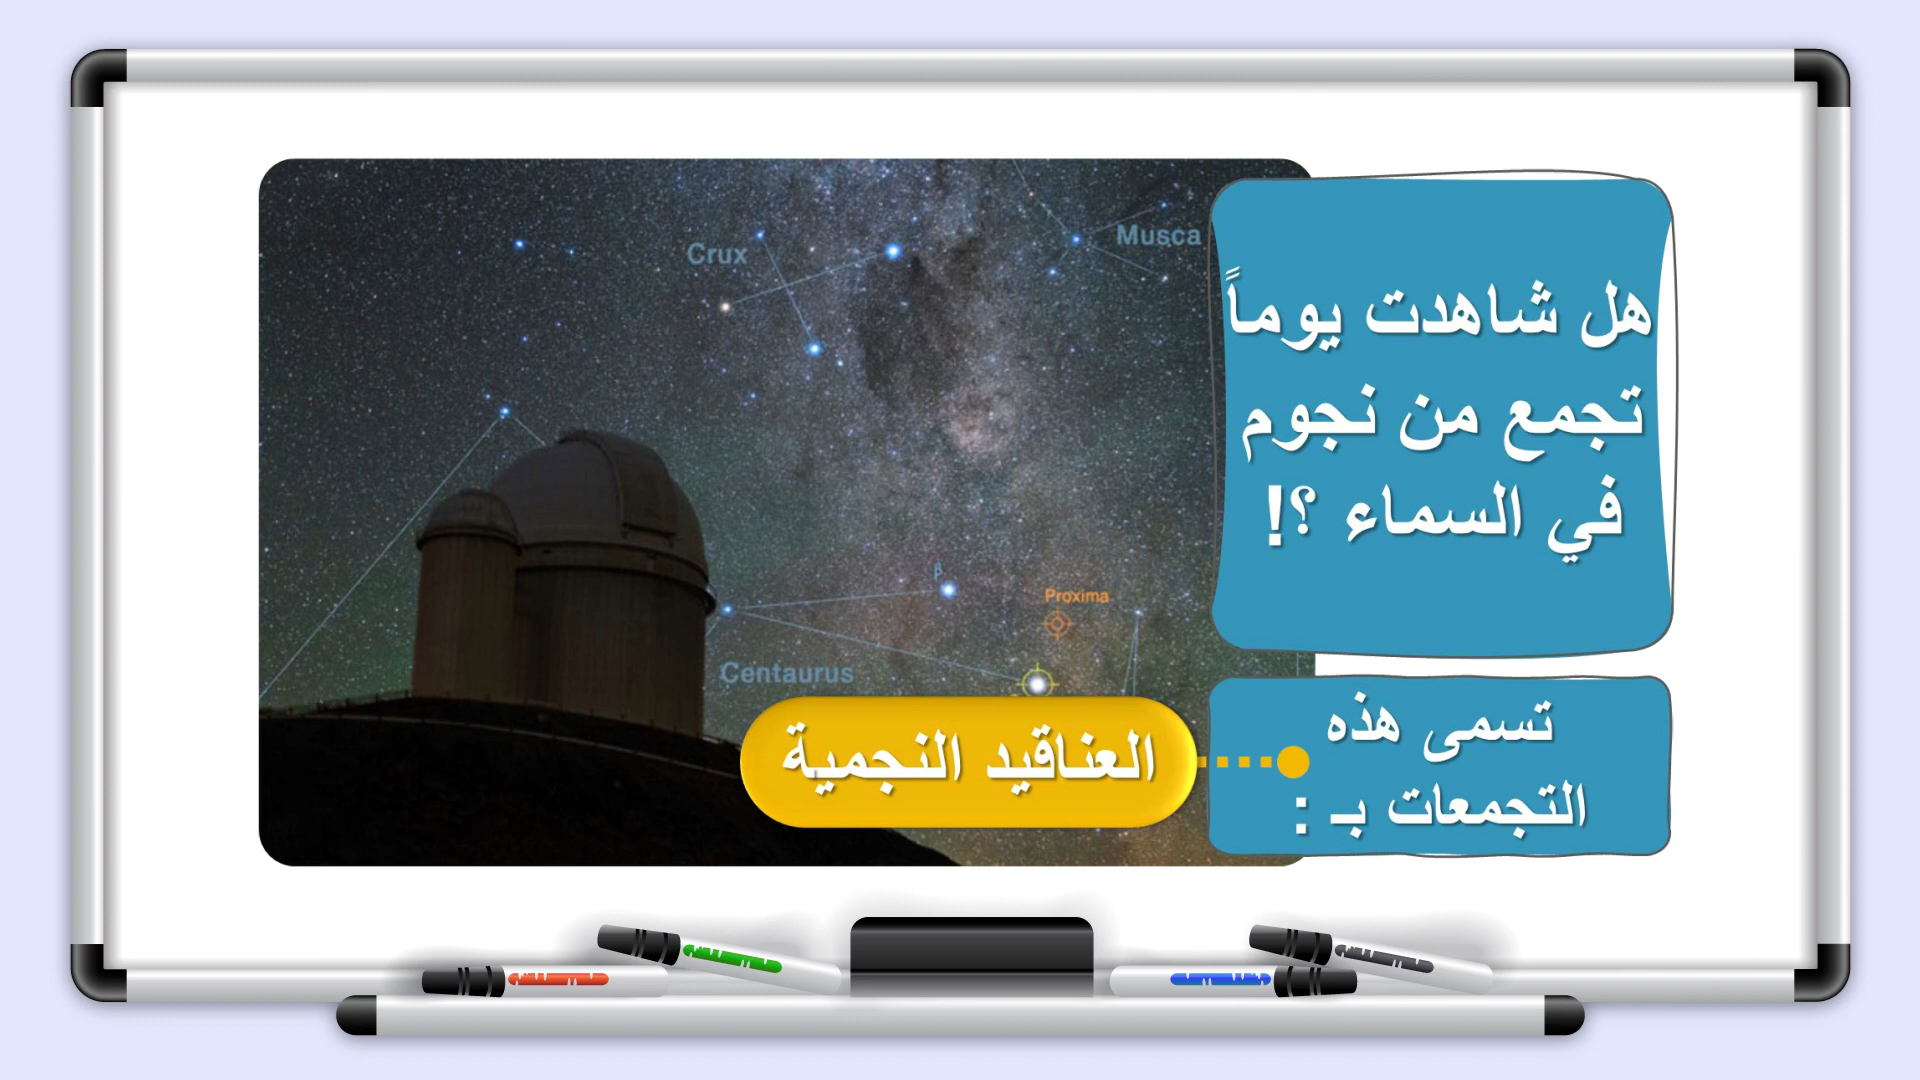 هل شاهدت يوماً
تجمع من نجوم
في السماء ؟!
تسمى هذه
التجمعات بـ :
العناقيد النجمية
Crux
Musca
β
Proxima
Centaurus